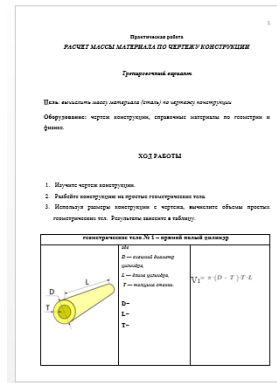 1
Практическая работа
РАСЧЕТ МАССЫ МАТЕРИАЛА ПО ЧЕРТЕЖУ КОНСТРУКЦИИ
Тренировочный вариант
Цель: вычислить массу материала (сталь) по чертежу конструкции
Оборудование: чертеж конструкции, справочные материалы по геометрии и
физике.
ХОД РАБОТЫ
1. Изучите чертеж конструкции.
2. Разбейте конструкцию на простые геометрические тела.
3. Используя размеры конструкции с чертежа, вычислите объемы простых
геометрических тел. Результаты занесите в таблицу.
геометрическое тело № 1 – прямой полый цилиндр
где
D – внешний диаметр
цилиндра,
L – длина цилиндра,
T – толщина стенки
D=
L=
T=
D
L
T
V1= π·(D - T)·T·L